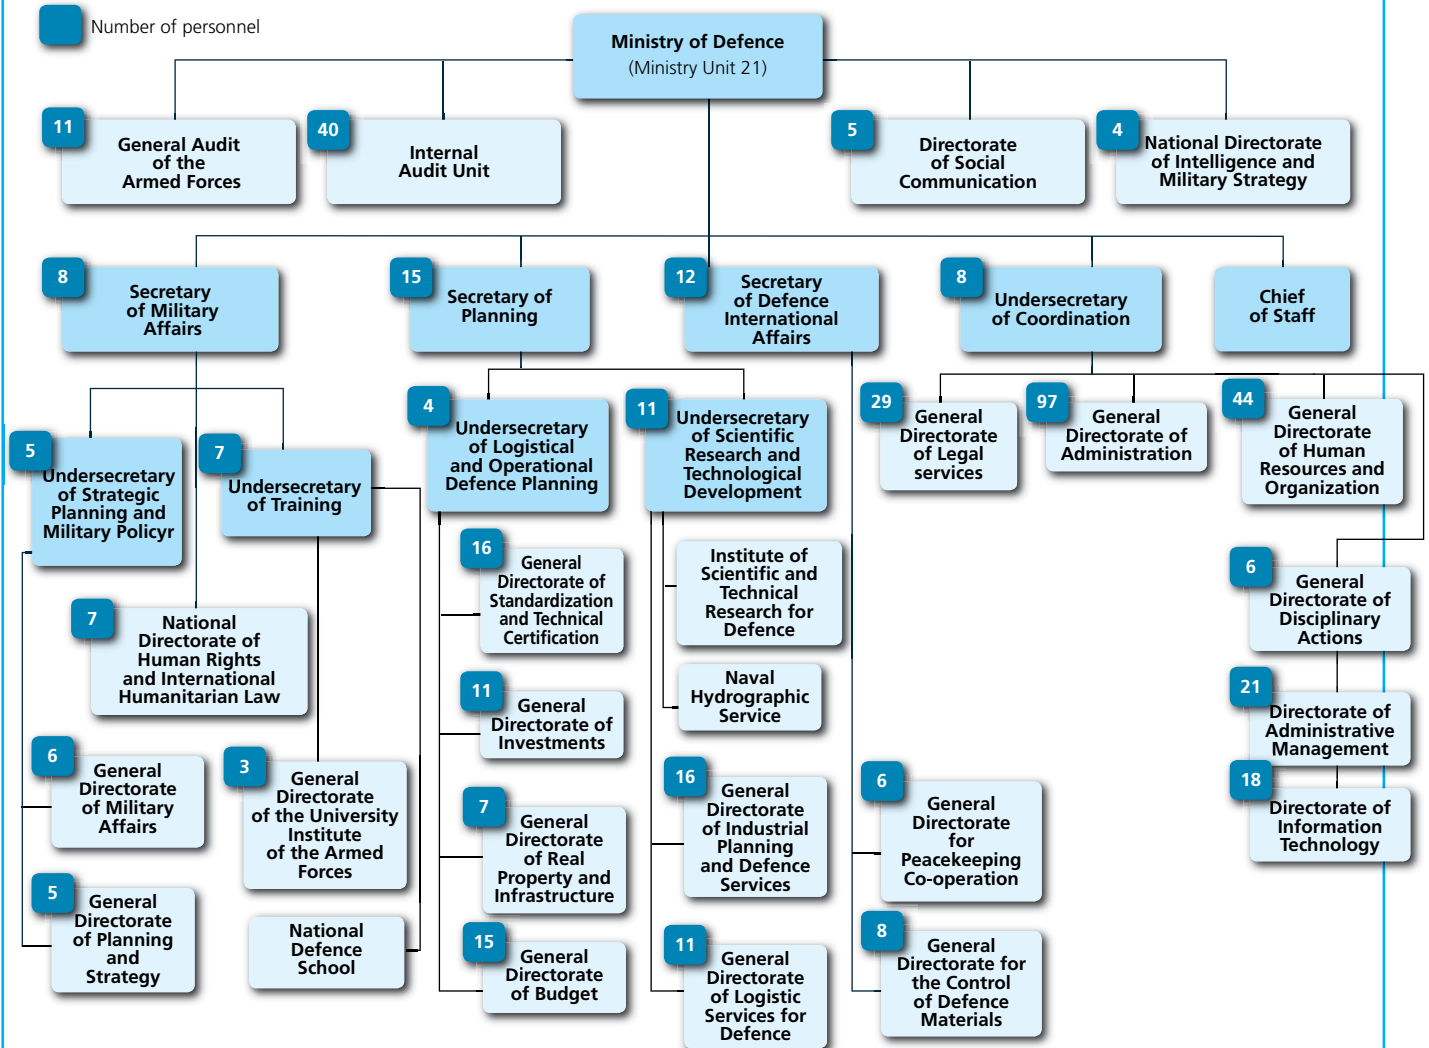 Number of personnel
Ministry of Defence
(Ministry Unit 21)
11
General Audit
of the
Armed Forces
40
Internal
Audit Unit
5
Directorate
of Social
Communication
4
National Directorate
of Intelligence and
Military Strategy
8
Secretary
of Military
Affairs
15
Secretary of
Planning
12
Secretary
of Defence
International
Affairs
8
Undersecretary
of Coordination
Chief
of Staff
5
Undersecretary
of Strategic
Planning and
Military Policyr
7
Undersecretary
of Training
4
Undersecretary
of Logistical
and Operational
Defence Planning
11
Undersecretary
of Scientific
Research and
Technological
Development
29
General
Directorate
of Legal
services
97
General
Directorate of
Administration
44
General
Directorate
of Human
Resources and
Organization
7
National
Directorate of
Human Rights
and International
Humanitarian Law
16
General
Directorate of
Standardization
and Technical
Certification
Institute of
Scientific and
Technical
Research for
Defence
6
General
Directorate of
Disciplinary
Actions
11
General
Directorate of
Investments
Naval
Hydrographic
Service
21
Directorate of
Administrative
Management
6
General
Directorate
of Military
Affairs
3
General
Directorate
of the University
Institute
of the Armed
Forces
7
General
Directorate
of Real
Property and
Infrastructure
16
General
Directorate
of Industrial
Planning
and Defence
Services
6
General
Directorate
for
Peacekeeping
Co-operation
18
Directorate of
Information
Technology
5
General
Directorate
of Planning
and
Strategy
National
Defence
School
15
General
Directorate
of Budget
11
General
Directorate
of Logistic
Services for
Defence
8
General
Directorate for
the Control
of Defence
Materials